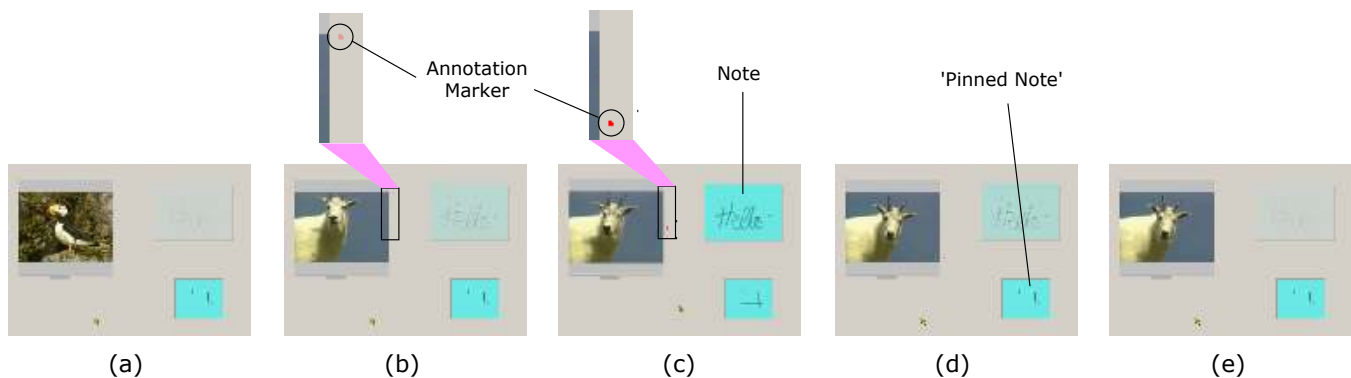 Annotation
Marker
Note
'Pinned Note'
Hello
(a)
(b)
(c)
(d)
(e)